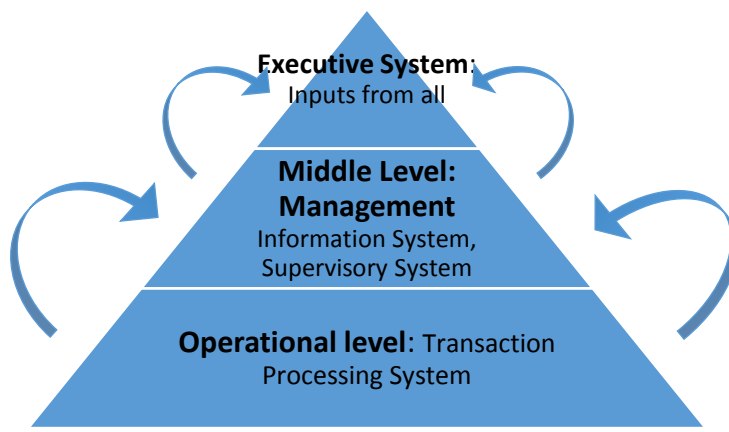 Executive System:
Inputs from all
Middle Level:
Management
Information System,
Supervisory System
Operational level: Transaction
Processing System